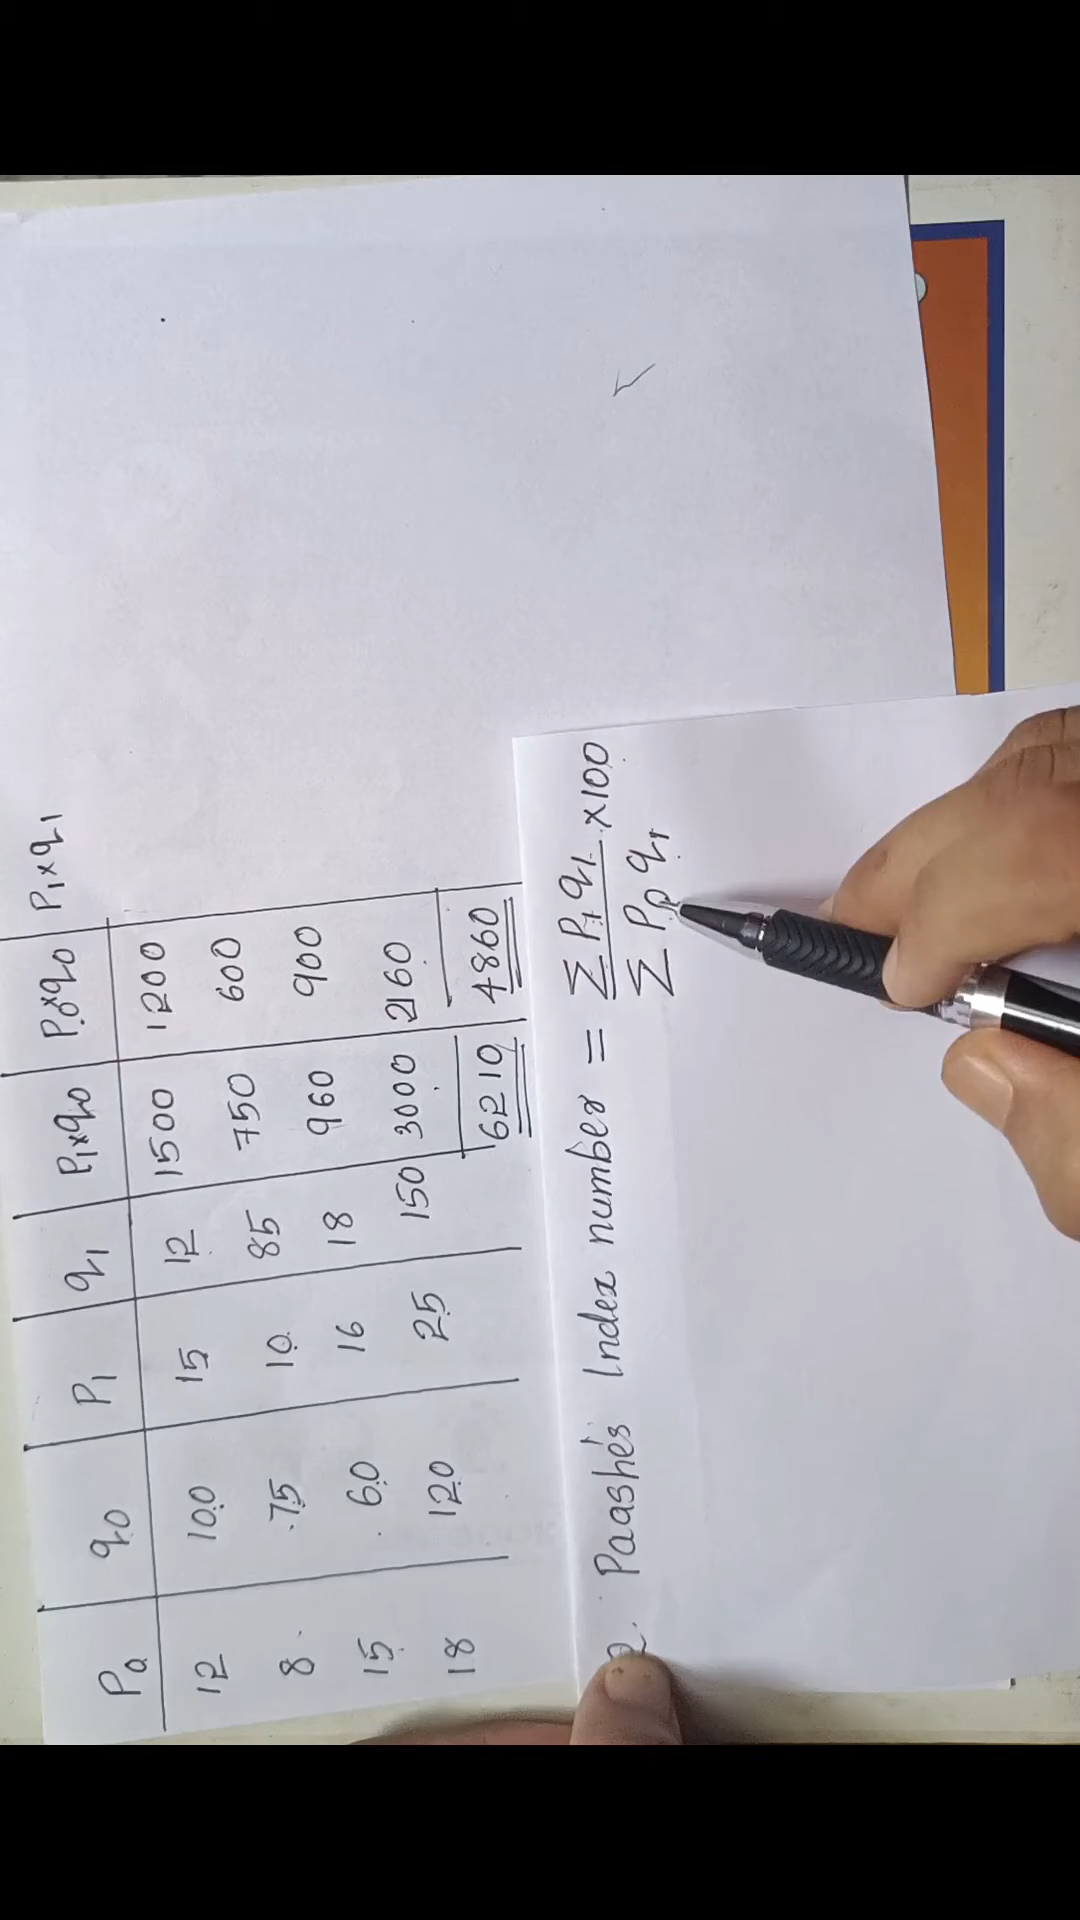 P₀ q₀ P₁ q₁ P₁×q₀ P₀×q₀ P₁×q₁
12 100 15 12 1500 1200
8 75 10 85 750 600
15 60 16 18 960 900
18 120 25 150 3000 2160
6210 4860
Paashe's Index number = ∑P₁q₁ ×100
∑P₀q₁